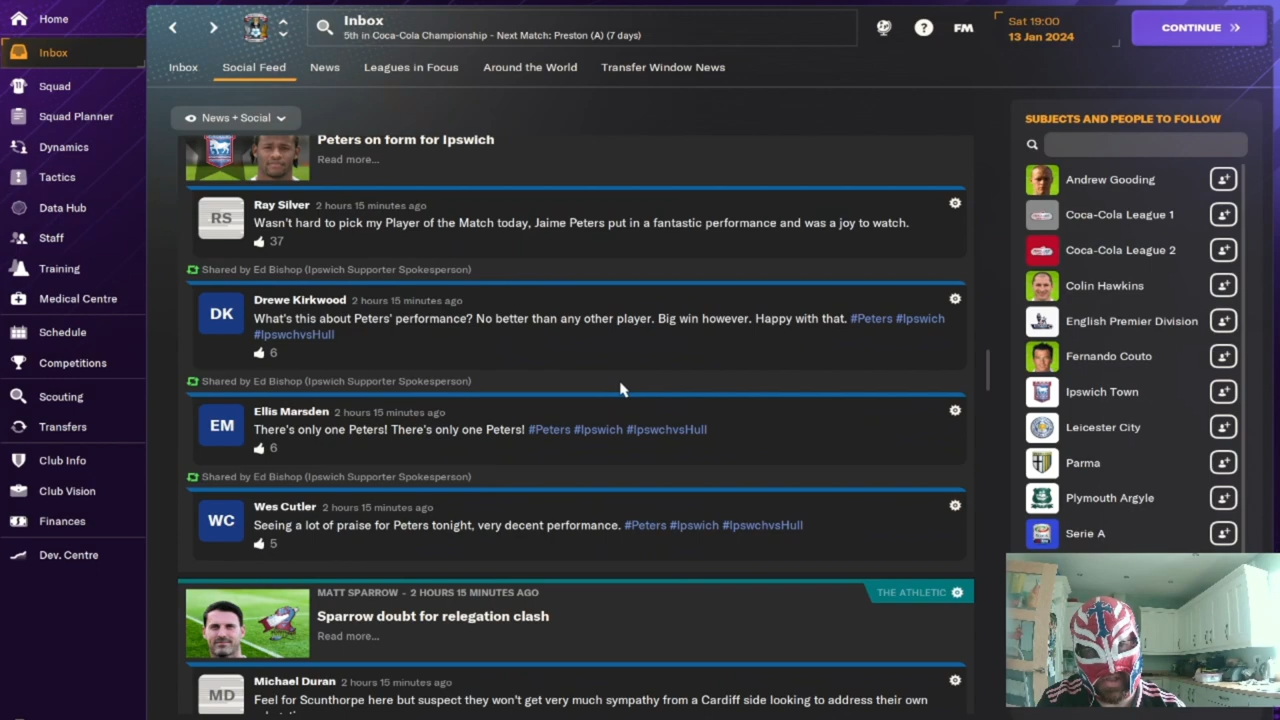 Home
Inbox
Squad
Squad Planner
Dynamics
Tactics
Data Hub
Staff
Training
Medical Centre
Schedule
Competitions
Scouting
Transfers
Club Info
Club Vision
Finances
Dev. Centre
Inbox
5th in Coca-Cola Championship - Next Match: Preston (A) (7 days)
?
FM
Sat 19:00
13 Jan 2024
CONTINUE
Inbox Social Feed News Leagues in Focus Around the World Transfer Window News
News + Social
Peters on form for Ipswich
Read more...
RS
Ray Silver 2 hours 15 minutes ago
Wasn't hard to pick my Player of the Match today, Jaime Peters put in a fantastic performance and was a joy to watch.
37
Shared by Ed Bishop (Ipswich Supporter Spokesperson)
DK
Drewe Kirkwood 2 hours 15 minutes ago
What's this about Peters' performance? No better than any other player. Big win however. Happy with that. #Peters #Ipswich
#IpswchvsHull
6
Shared by Ed Bishop (Ipswich Supporter Spokesperson)
EM
Ellis Marsden 2 hours 15 minutes ago
There's only one Peters! There's only one Peters! #Peters #Ipswich #IpswchvsHull
6
Shared by Ed Bishop (Ipswich Supporter Spokesperson)
WC
Wes Cutler 2 hours 15 minutes ago
Seeing a lot of praise for Peters tonight, very decent performance. #Peters #Ipswich #IpswchvsHull
5
MATT SPARROW - 2 HOURS 15 MINUTES AGO
THE ATHLETIC
Sparrow doubt for relegation clash
Read more...
MD
Michael Duran 2 hours 15 minutes ago
Feel for Scunthorpe here but suspect they won't get very much sympathy from a Cardiff side looking to address their own
SUBJECTS AND PEOPLE TO FOLLOW
Andrew Gooding
Coca-Cola League 1
Coca-Cola League 2
Colin Hawkins
English Premier Division
Fernando Couto
Ipswich Town
Leicester City
Parma
Plymouth Argyle
Serie A